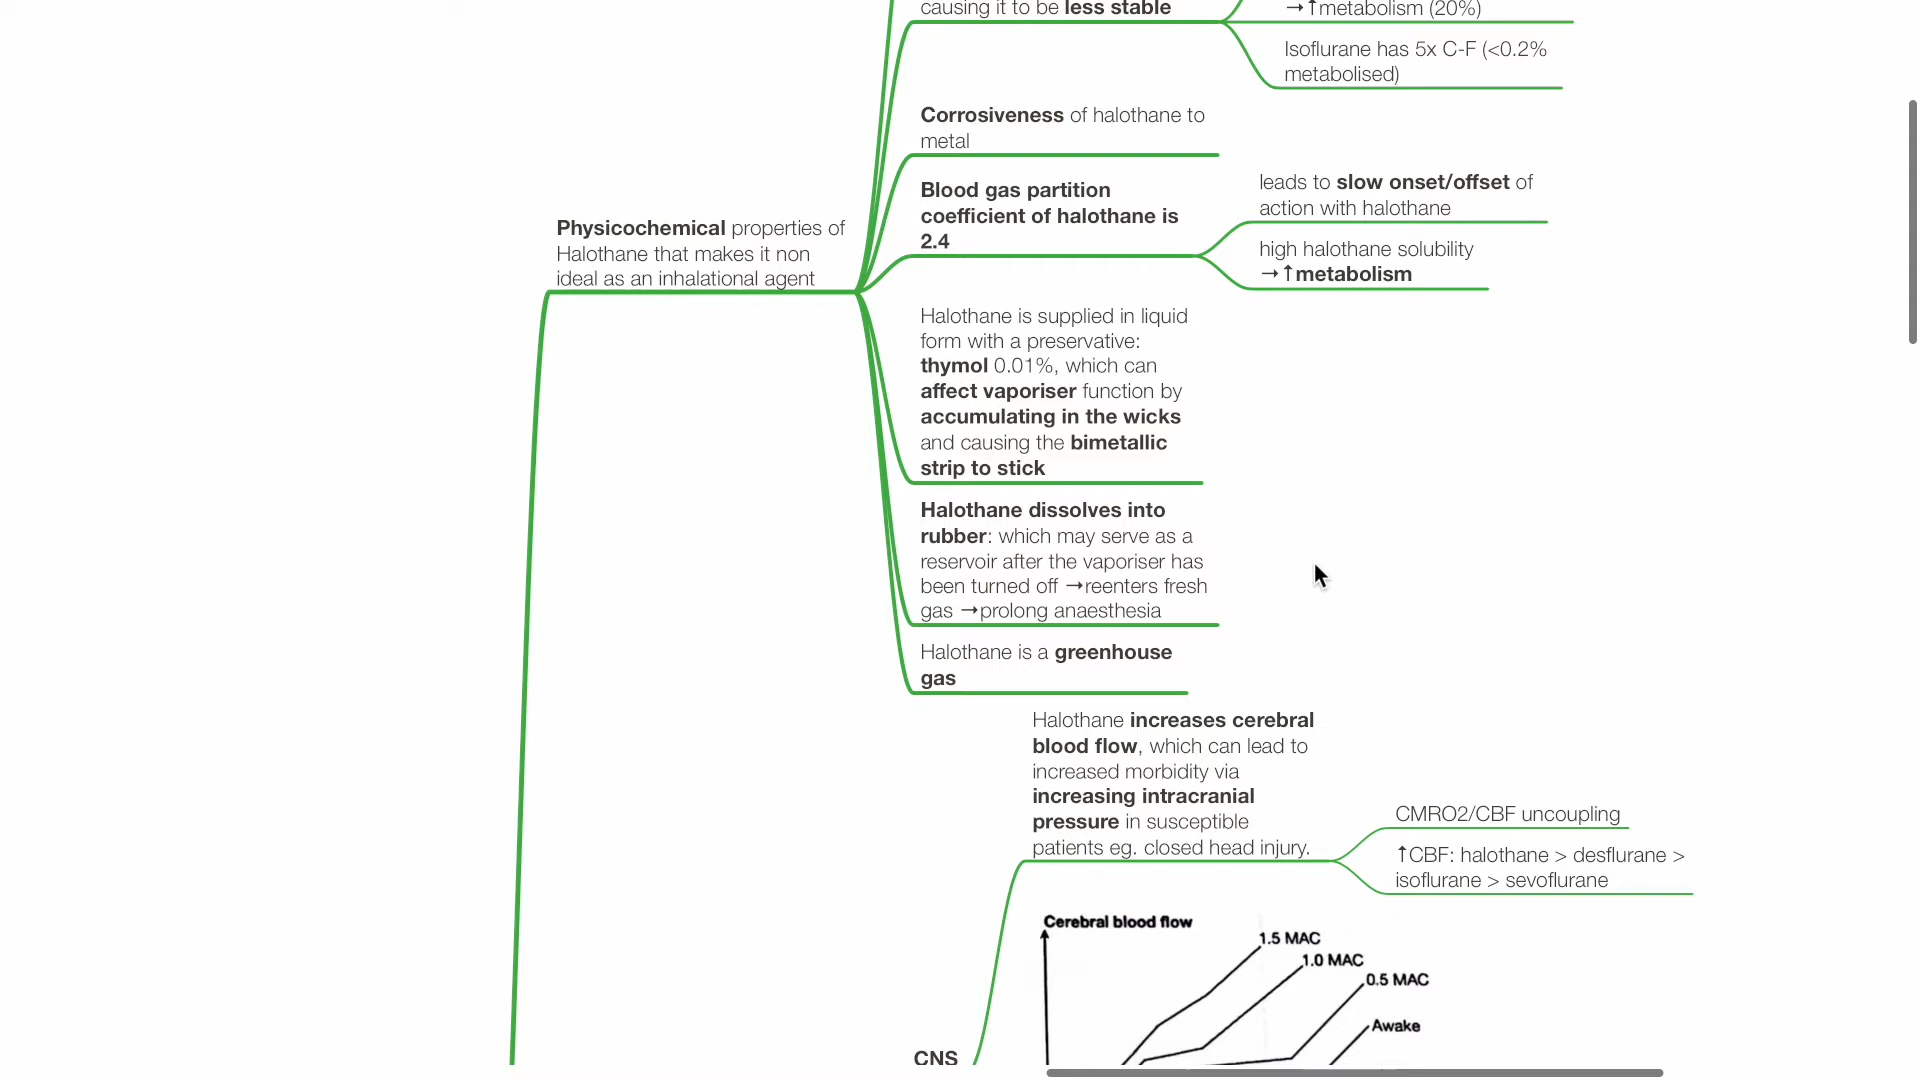 causing it to be less stable
→↑metabolism (20%)
Isoflurane has 5x C-F (<0.2%
metabolised)
Corrosiveness of halothane to
metal
Blood gas partition
coefficient of halothane is
2.4
leads to slow onset/offset of
action with halothane
high halothane solubility
→↑metabolism
Physicochemical properties of
Halothane that makes it non
ideal as an inhalational agent
Halothane is supplied in liquid
form with a preservative:
thymol 0.01%, which can
affect vaporiser function by
accumulating in the wicks
and causing the bimetallic
strip to stick
Halothane dissolves into
rubber: which may serve as a
reservoir after the vaporiser has
been turned off →reenters fresh
gas →prolong anaesthesia
Halothane is a greenhouse
gas
Halothane increases cerebral
blood flow, which can lead to
increased morbidity via
increasing intracranial
pressure in susceptible
patients eg. closed head injury.
CMRO2/CBF uncoupling
↑CBF: halothane > desflurane >
isoflurane > sevoflurane
Cerebral blood flow
1.5 MAC
1.0 MAC
0.5 MAC
Awake
CNS